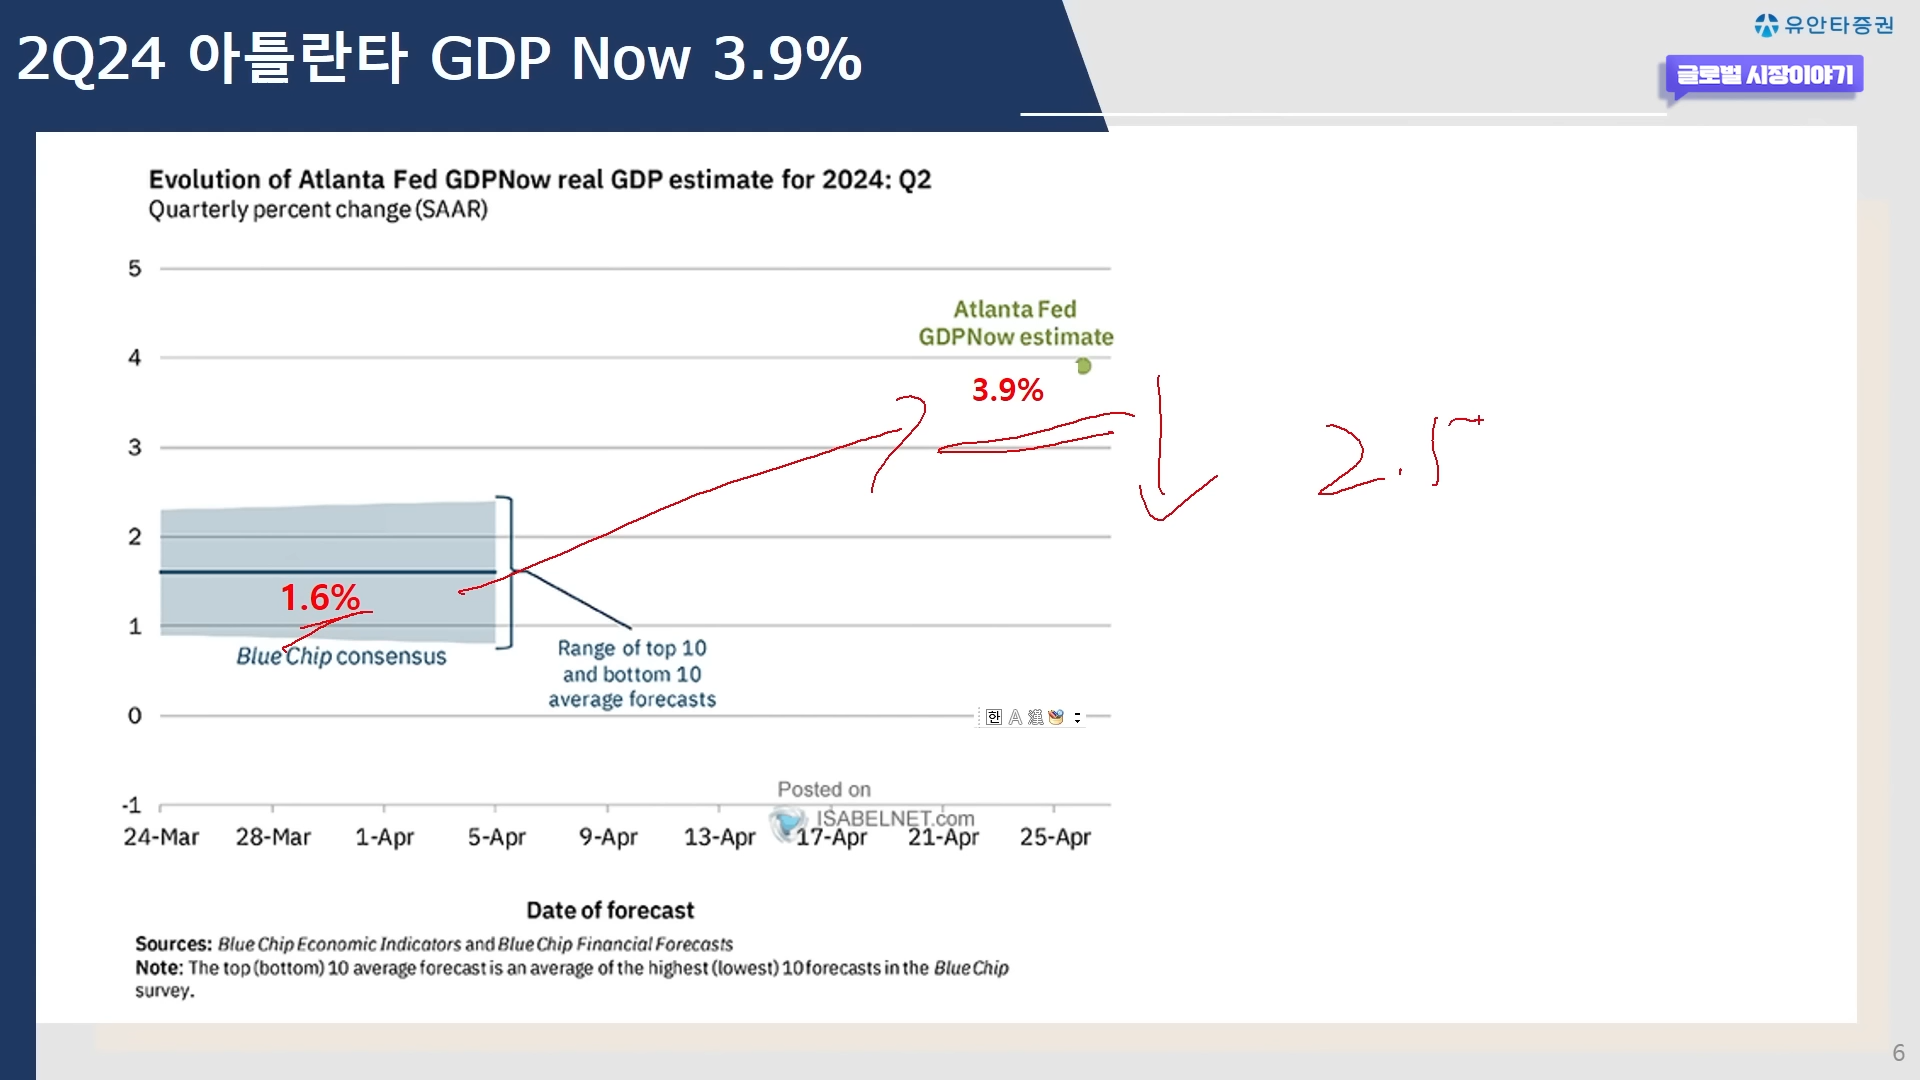 2Q24 아틀란타 GDP Now 3.9%
유안타증권
글로벌 시장이야기
Evolution of Atlanta Fed GDPNow real GDP estimate for 2024: Q2
Quarterly percent change (SAAR)
5
4
3
2
1
0
-1
Atlanta Fed
GDPNow estimate
3.9%
1.6%
Blue Chip consensus
Range of top 10
and bottom 10
average forecasts
한 A 漢
Posted on
ISABELNET.com
24-Mar 28-Mar 1-Apr 5-Apr 9-Apr 13-Apr 17-Apr 21-Apr 25-Apr
Date of forecast
Sources: Blue Chip Economic Indicators and Blue Chip Financial Forecasts
Note: The top (bottom) 10 average forecast is an average of the highest (lowest) 10 forecasts in the Blue Chip
survey.
6